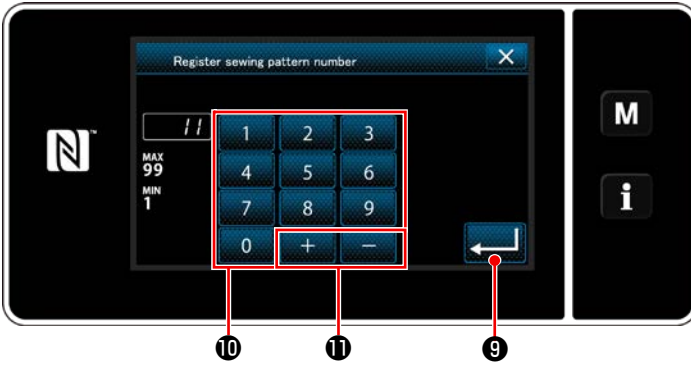 Register sewing pattern number
×
11
1 2 3
MAX
99
4 5 6
MIN
1
7 8 9
0 + −
M
i
N™
❿ ⓫ ❾